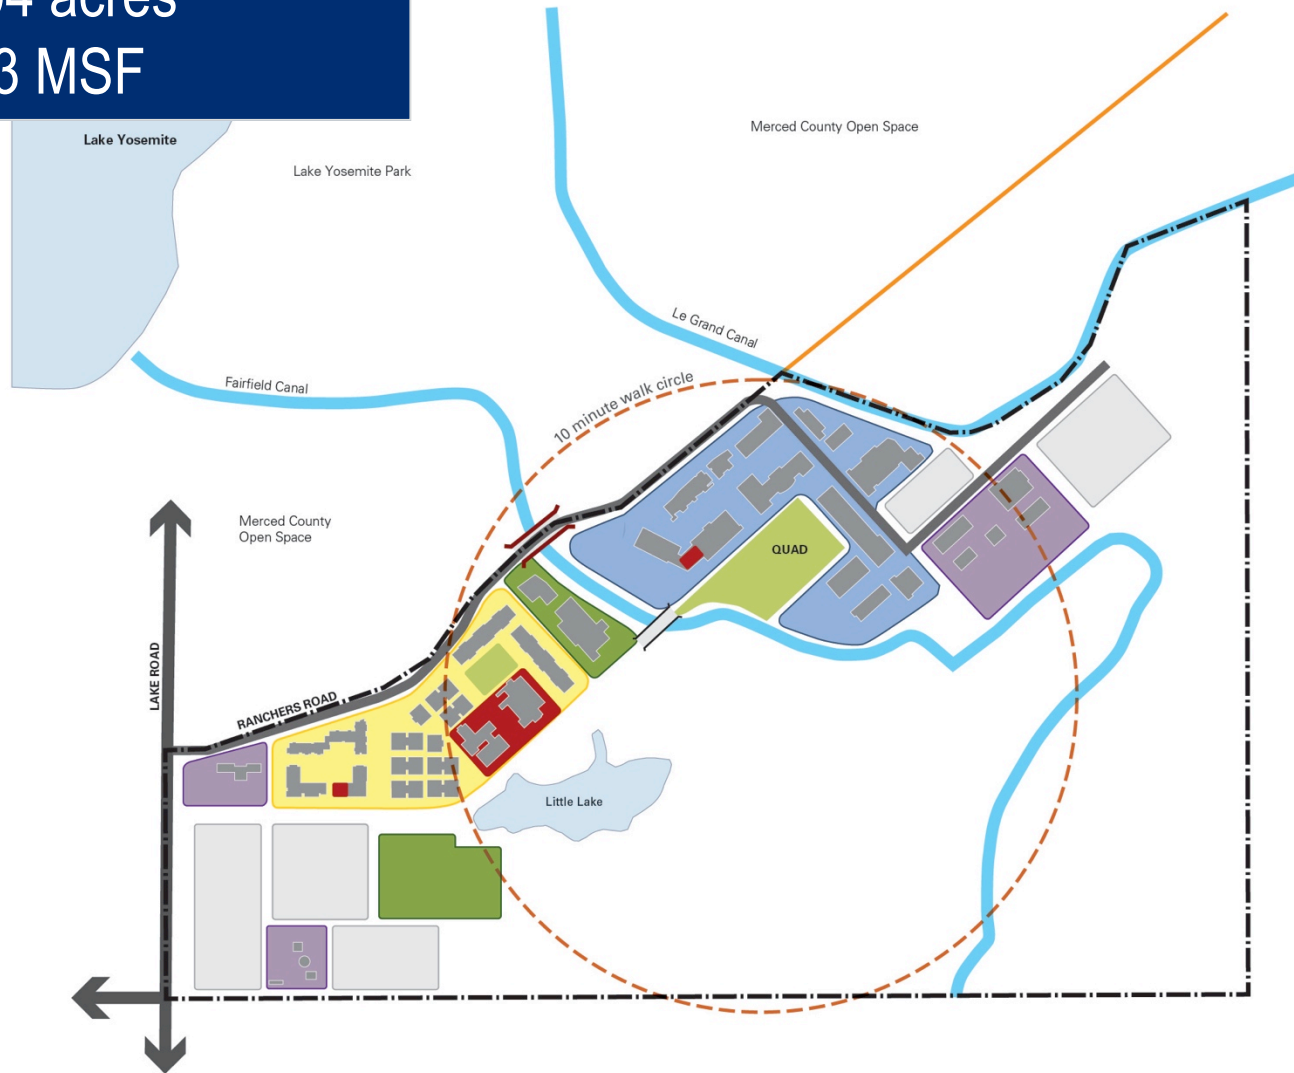 acres
MSF
Lake Yosemite
Lake Yosemite Park
Merced County Open Space
Le Grand Canal
Fairfield Canal
10 minute walk circle
Merced County
Open Space
QUAD
LAKE ROAD
RANCHERS ROAD
Little Lake